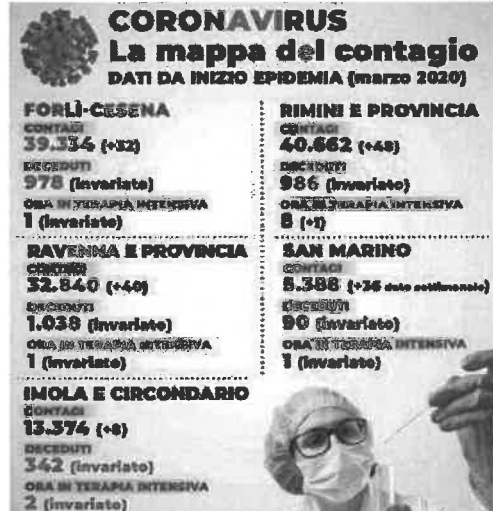 CORONAVIRUS
La mappa del contagio
DATI DA INIZIO EPIDEMIA (marzo 2020)
FORLÌ-CESENA
CONTAGI
39.334 (+32)
DECEDUTI
978 (invariato)
ORA IN TERAPIA INTENSIVA
1 (invariato)
RAVENNA E PROVINCIA
CONTAGI
32.840 (+40)
DECEDUTI
1.038 (invariato)
ORA IN TERAPIA INTENSIVA
1 (invariato)
IMOLA E CIRCONDARIO
CONTAGI
13.374 (+8)
DECEDUTI
342 (invariato)
ORA IN TERAPIA INTENSIVA
2 (invariato)
RIMINI E PROVINCIA
CONTAGI
40.662 (+48)
DECEDUTI
986 (invariato)
ORA IN TERAPIA INTENSIVA
8 (+1)
SAN MARINO
CONTAGI
5.388 (+36 dato settimanale)
DECEDUTI
90 (invariato)
ORA IN TERAPIA INTENSIVA
1 (invariato)